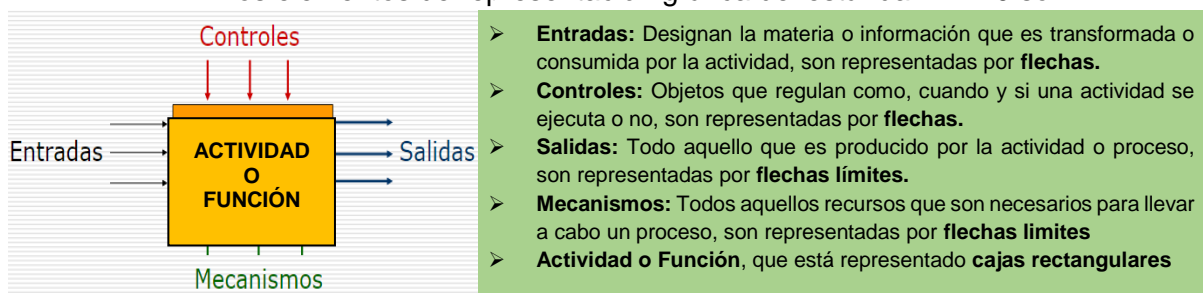 Controles
Entradas
ACTIVIDAD
O
FUNCIÓN
Salidas
Mecanismos
➢ Entradas: Designan la materia o información que es transformada o
consumida por la actividad, son representadas por flechas.
➢ Controles: Objetos que regulan como, cuando y si una actividad se
ejecuta o no, son representadas por flechas.
➢ Salidas: Todo aquello que es producido por la actividad o proceso,
son representadas por flechas límites.
➢ Mecanismos: Todos aquellos recursos que son necesarios para llevar
a cabo un proceso, son representadas por flechas limites
➢ Actividad o Función, que está representado cajas rectangulares